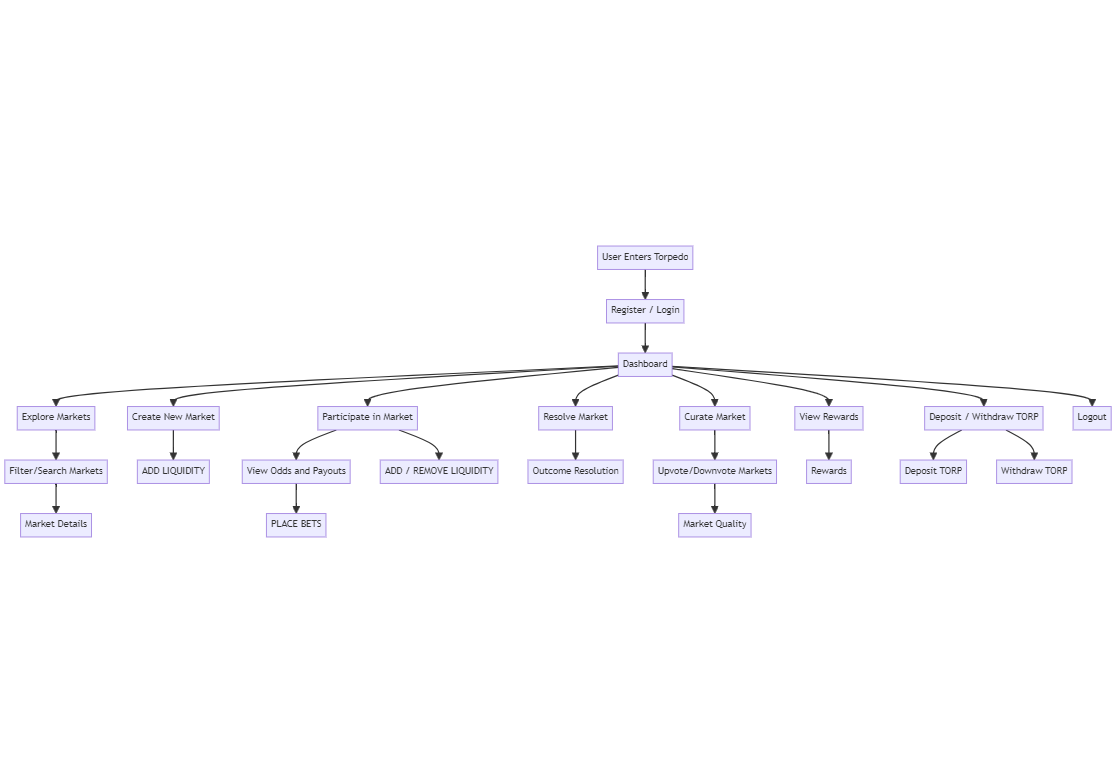 User Enters Torpedo
Register / Login
Dashboard
Explore Markets
Create New Market
Participate in Market
Resolve Market
Curate Market
View Rewards
Deposit / Withdraw TORP
Logout
Filter/Search Markets
ADD LIQUIDITY
View Odds and Payouts
ADD / REMOVE LIQUIDITY
Outcome Resolution
Upvote/Downvote Markets
Rewards
Deposit TORP
Withdraw TORP
Market Details
PLACE BETS
Market Quality